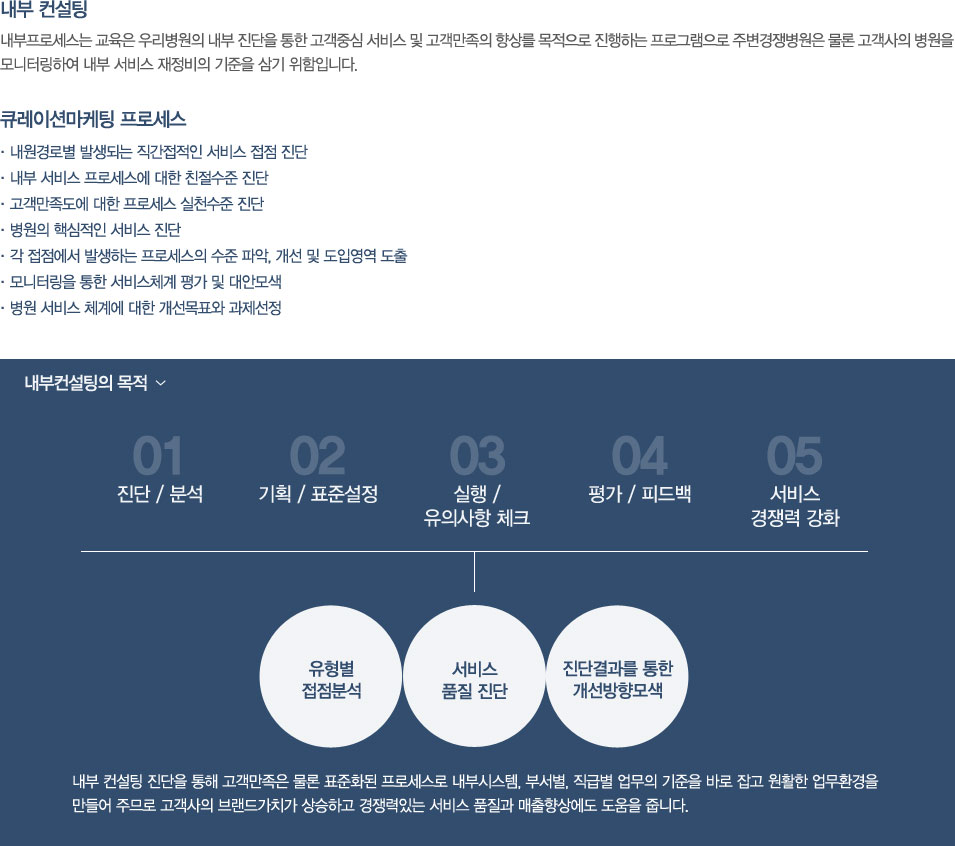 내부 컨설팅
내부프로세스는 교육은 우리병원의 내부 진단을 통한 고객중심 서비스 및 고객만족의 향상를 목적으로 진행하는 프로그램으로 주변경쟁병원은 물론 고객사의 병원을
모니터링하여 내부 서비스 재정비의 기준을 삼기 위함입니다.
큐레이션마케팅 프로세스
· 내원경로별 발생되는 직간접적인 서비스 접점 진단
· 내부 서비스 프로세스에 대한 친절수준 진단
· 고객만족도에 대한 프로세스 실천수준 진단
· 병원의 핵심적인 서비스 진단
· 각 접점에서 발생하는 프로세스의 수준 파악, 개선 및 도입영역 도출
· 모니터링을 통한 서비스체계 평가 및 대안모색
· 병원 서비스 체계에 대한 개선목표와 과제선정
내부컨설팅의 목적
01
진단 / 분석
02
기획 / 표준설정
03
실행 /
유의사항 체크
04
평가 / 피드백
05
서비스
경쟁력 강화
유형별
접점분석
서비스
품질 진단
진단결과를 통한
개선방향모색
내부 컨설팅 진단을 통해 고객만족은 물론 표준화된 프로세스로 내부시스템, 부서별, 직급별 업무의 기준을 바로 잡고 원활한 업무환경을
만들어 주므로 고객사의 브랜드가치가 상승하고 경쟁력있는 서비스 품질과 매출향상에도 도움을 줍니다.